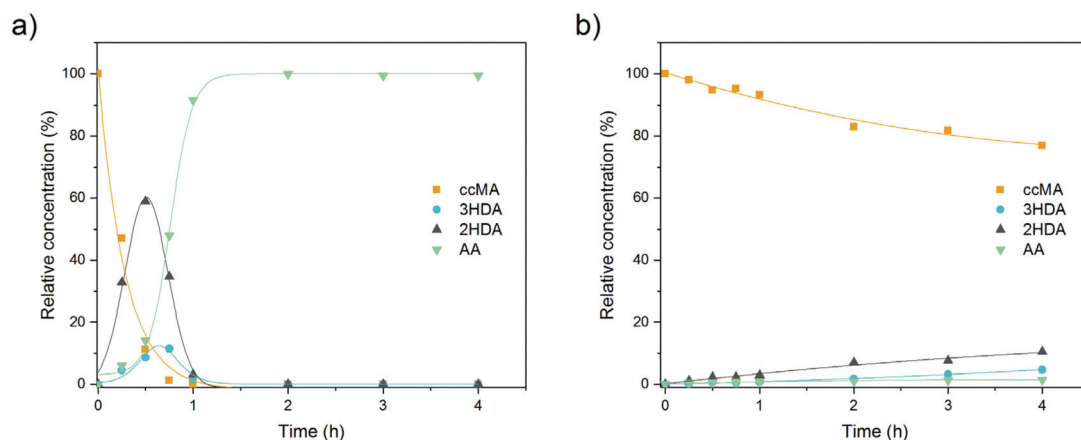 a)
Relative concentration (%)
100
80
60
40
20
0
ccMA
3HDA
2HDA
AA
0 1 2 3 4
Time (h)
b)
Relative concentration (%)
100
80
60
40
20
0
ccMA
3HDA
2HDA
AA
0 1 2 3 4
Time (h)